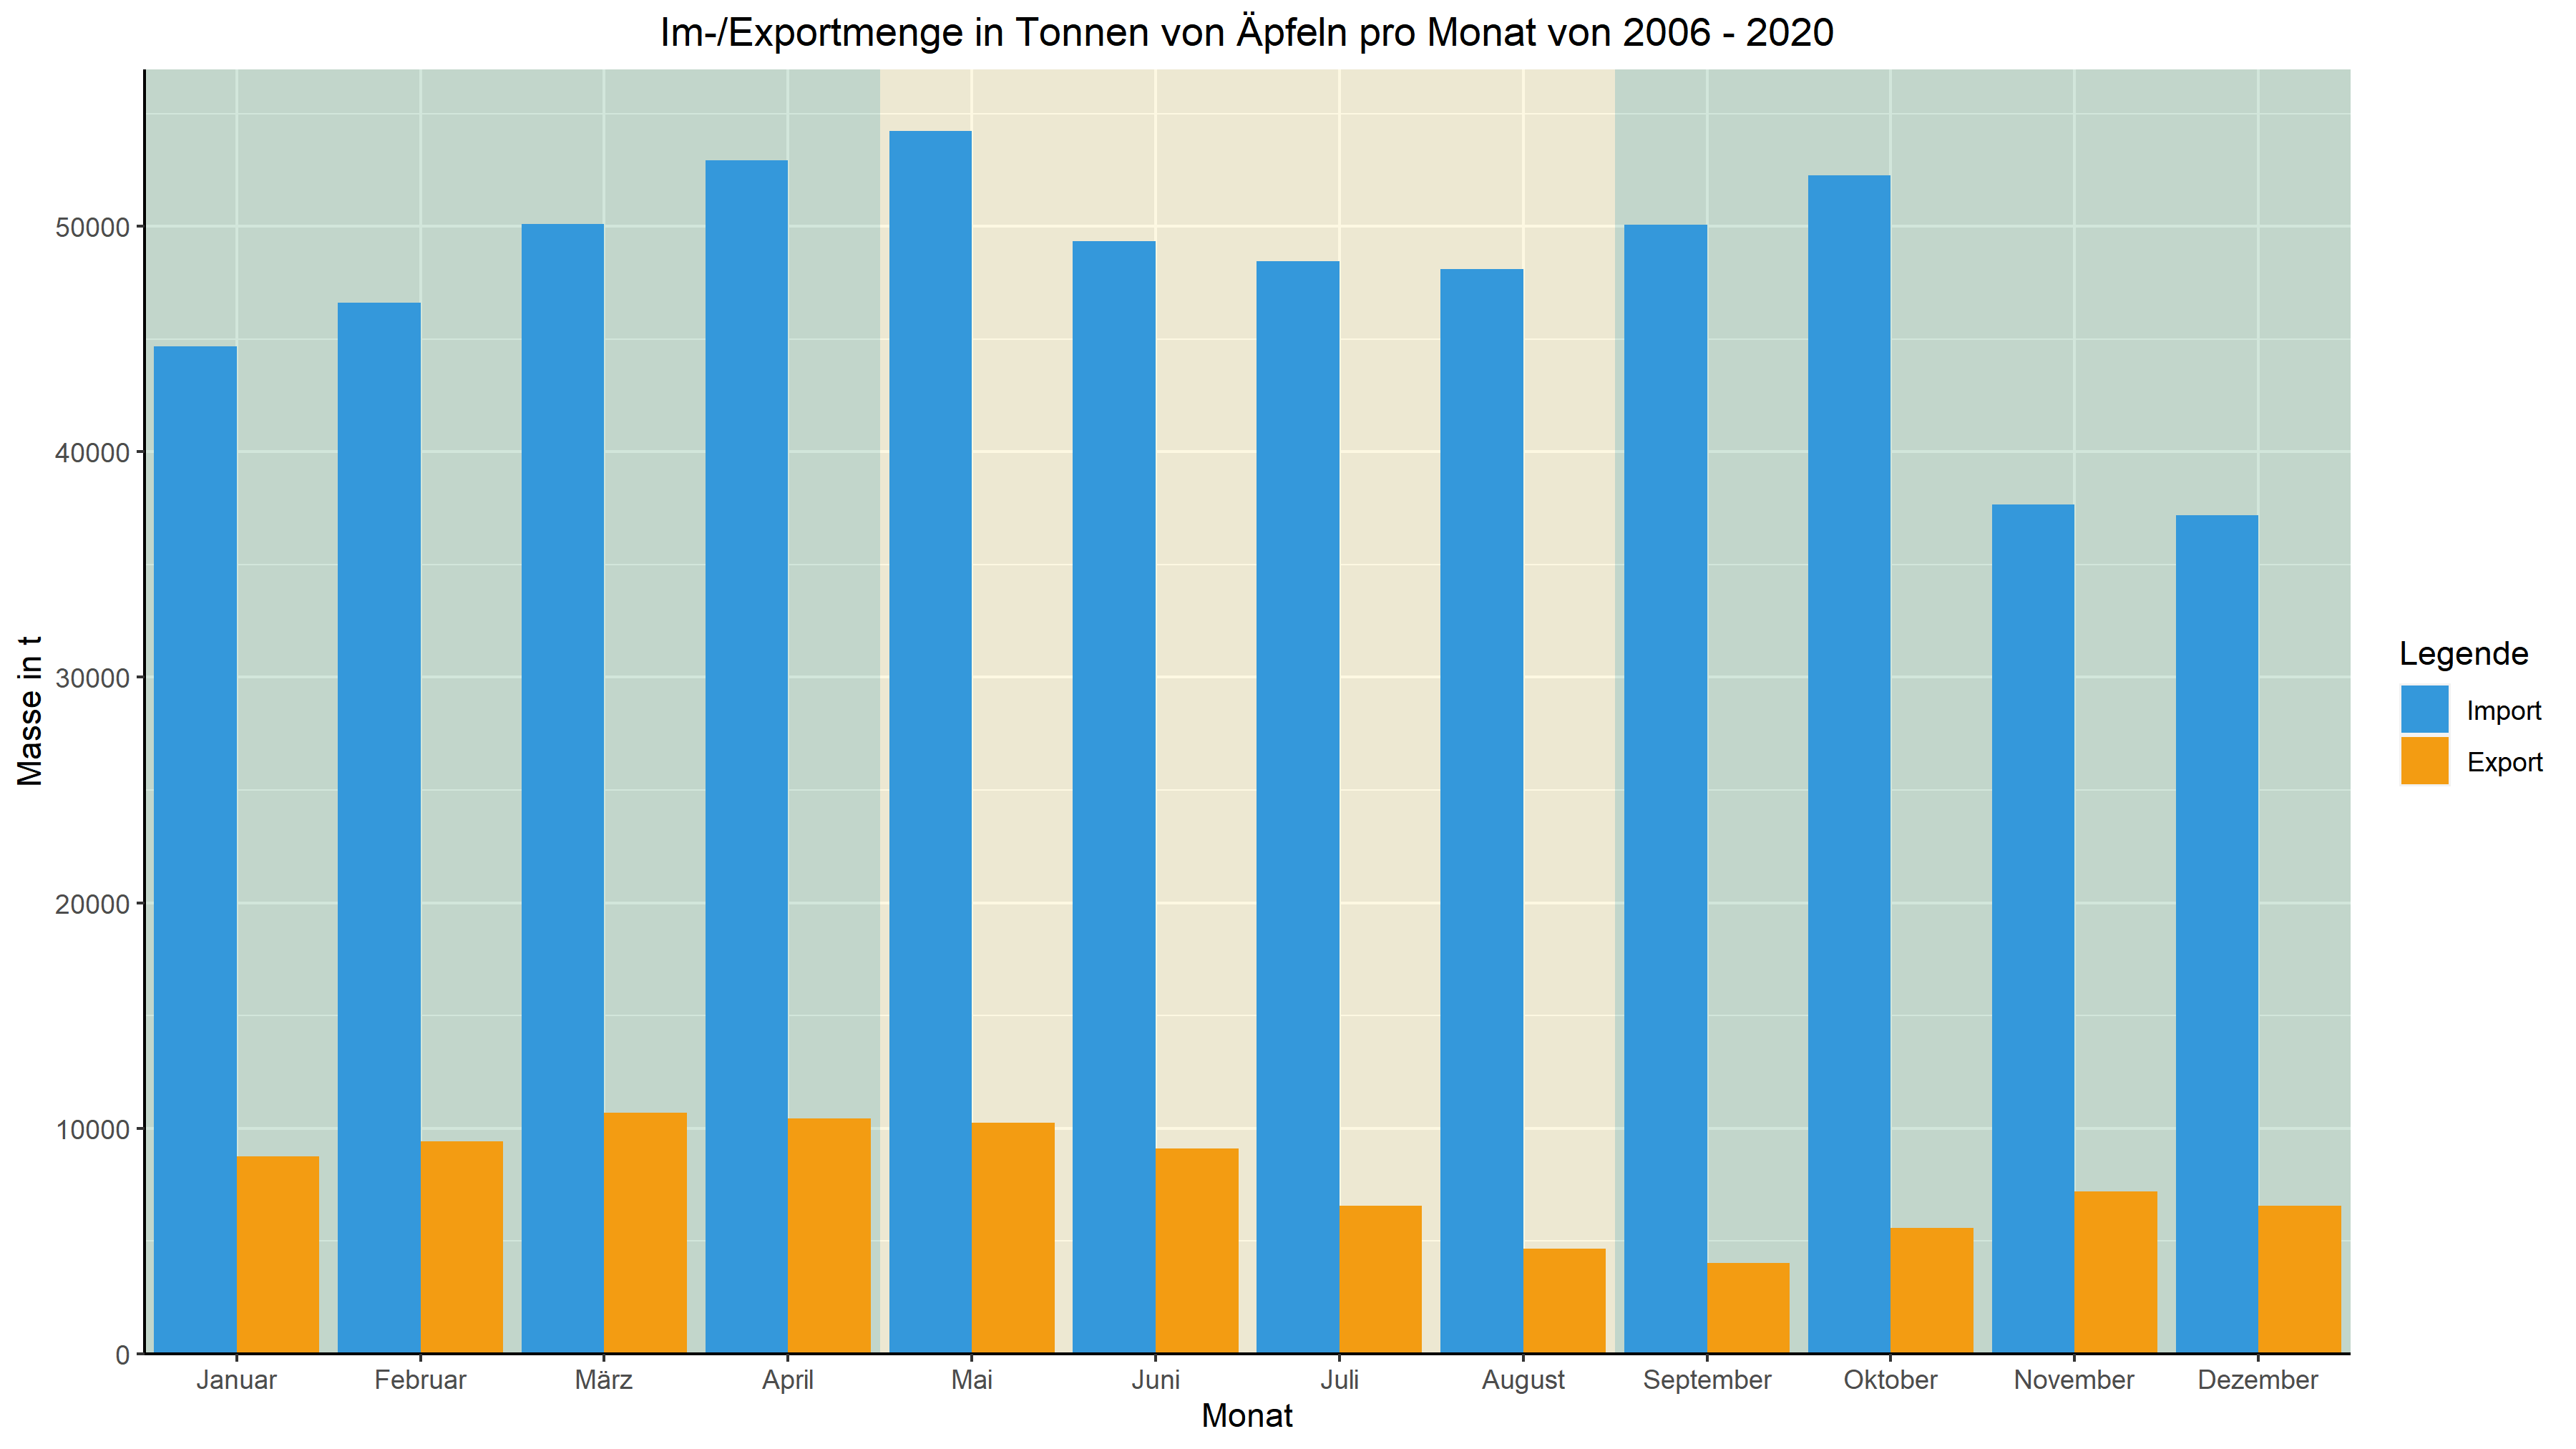 Im-/Exportmenge in Tonnen von Äpfeln pro Monat von 2006 - 2020
Masse in t
50000
40000
30000
20000
10000
0
Januar Februar März April Mai Juni Juli August September Oktober November Dezember
Monat
Legende
Import
Export